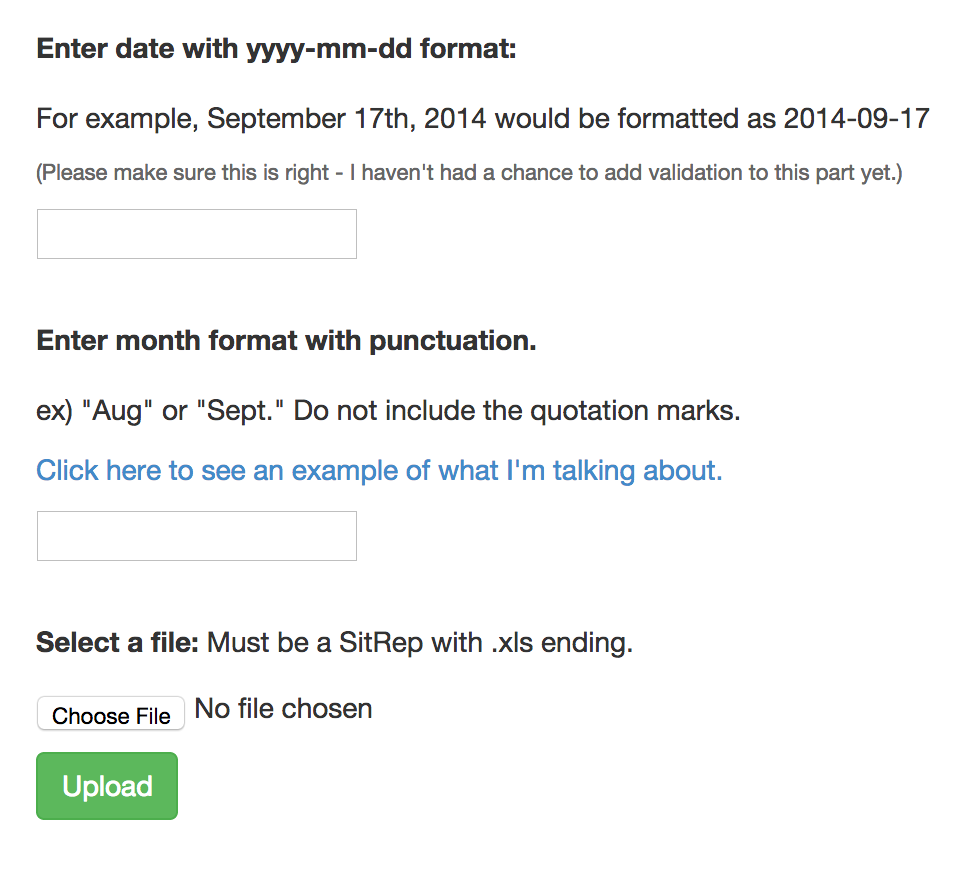 Enter date with yyyy-mm-dd format:
For example, September 17th, 2014 would be formatted as 2014-09-17
(Please make sure this is right - I haven't had a chance to add validation to this part yet.)
Enter month format with punctuation.
ex) "Aug" or "Sept." Do not include the quotation marks.
Click here to see an example of what I'm talking about.
Select a file: Must be a SitRep with .xls ending.
Choose File No file chosen
Upload